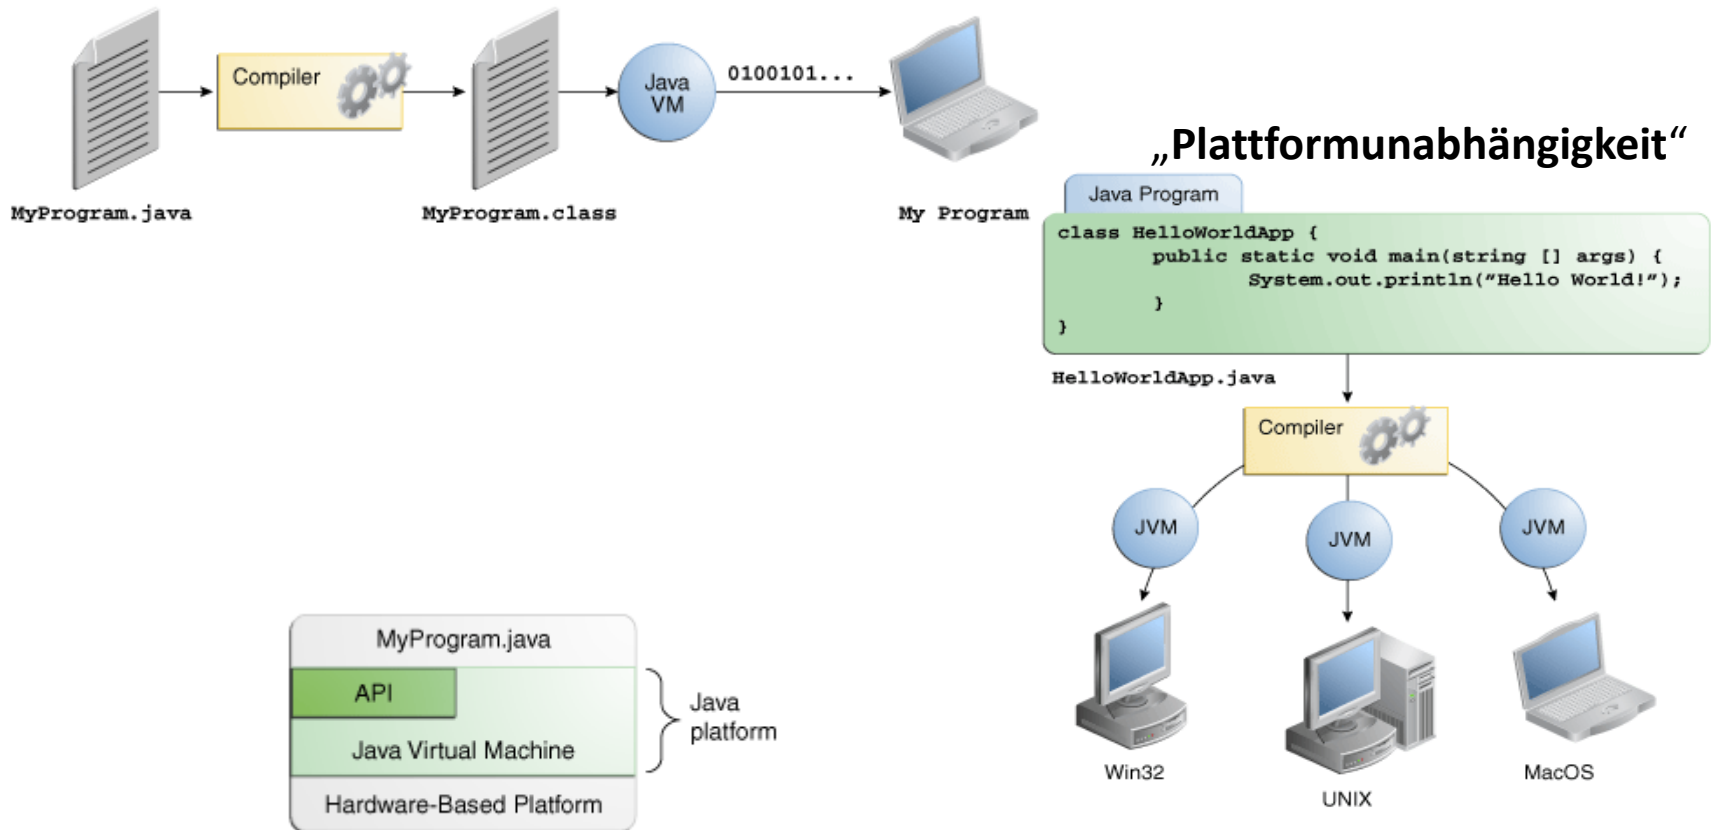 Compiler
Java
VM
0100101...
MyProgram.java
MyProgram.class
My Program
„Plattformunabhängigkeit“
Java Program
class HelloWorldApp {
public static void main(string [] args) {
System.out.println(”Hello World!”);
}
}
HelloWorldApp.java
Compiler
JVM
JVM
JVM
Win32
UNIX
MacOS
MyProgram.java
API
Java Virtual Machine
Hardware-Based Platform
Java
platform